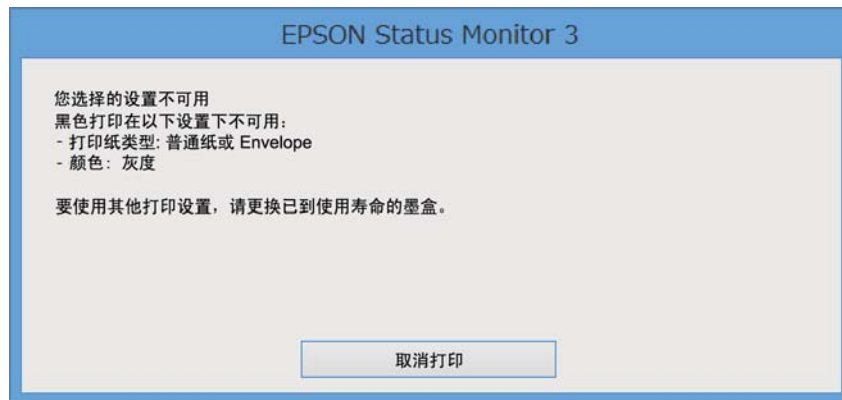 EPSON Status Monitor 3
您选择的设置不可用
黑色打印在以下设置下不可用：
- 打印纸类型: 普通纸或 Envelope
- 颜色：灰度
要使用其他打印设置，请更换已到使用寿命的墨盒。
取消打印